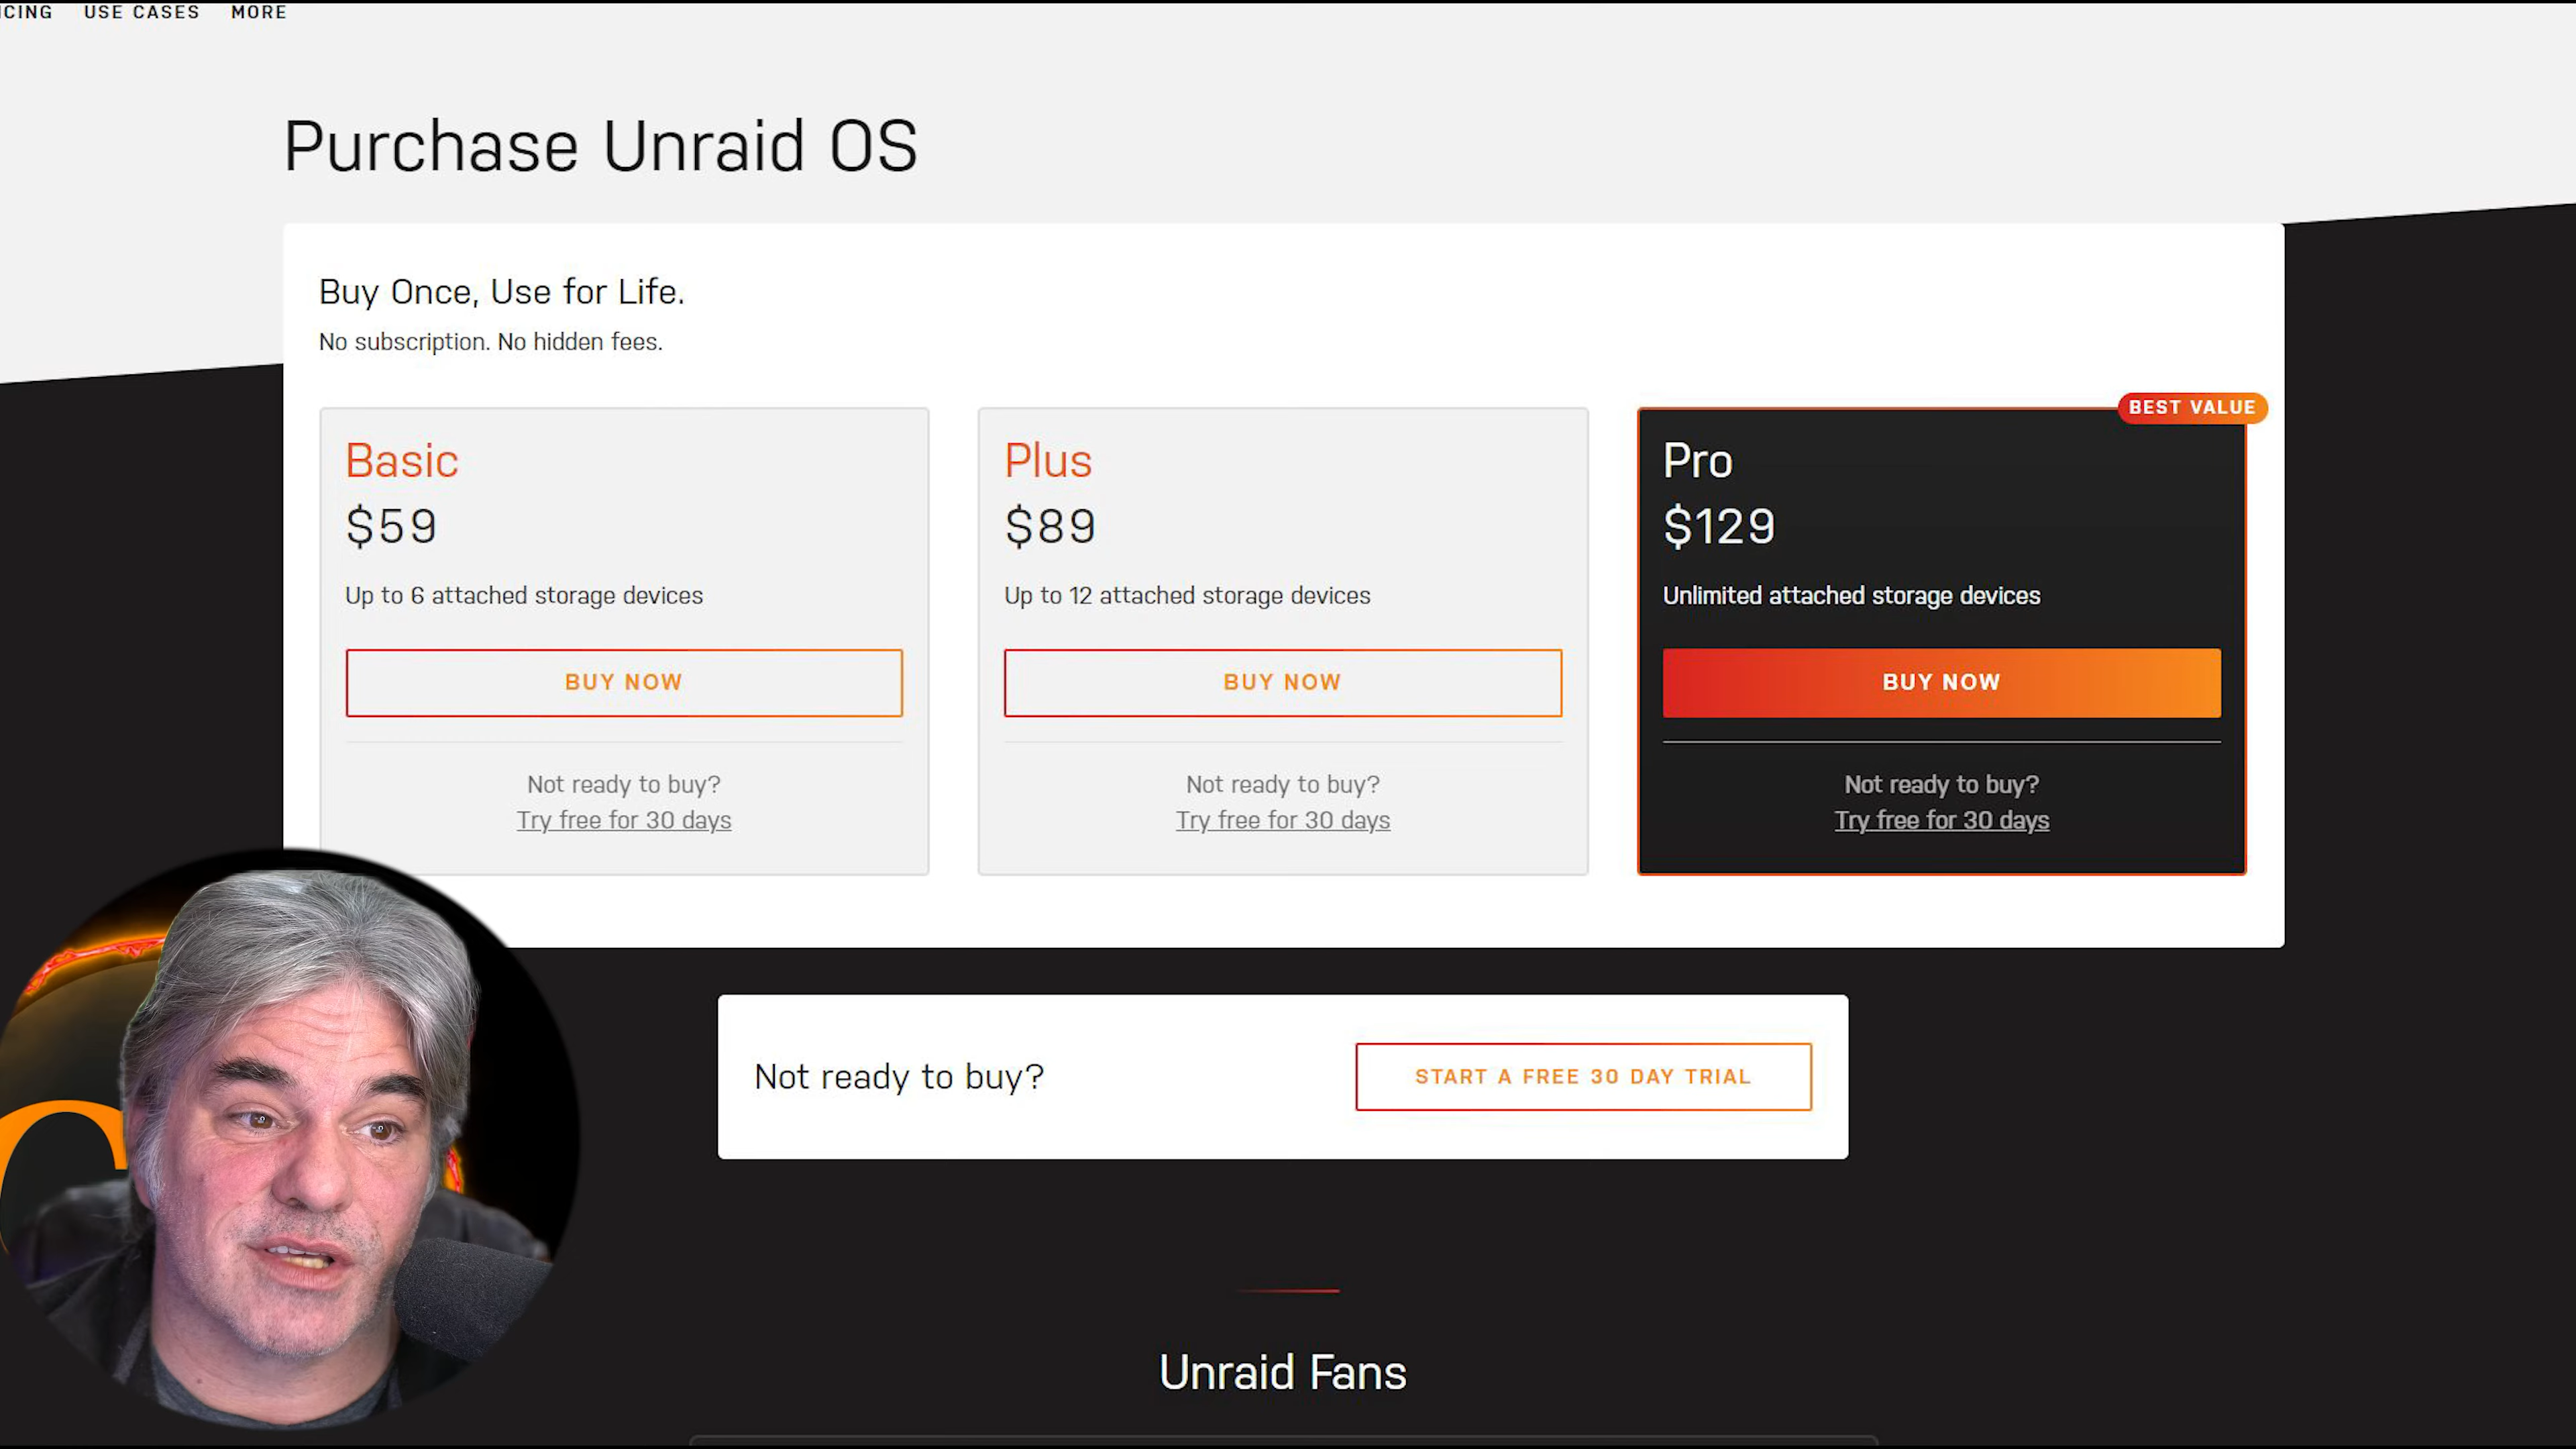 USE CASES
MORE
Purchase Unraid OS
Buy Once, Use for Life.
No subscription. No hidden fees.
Basic
$59
Up to 6 attached storage devices
BUY NOW
Not ready to buy?
Try free for 30 days
Plus
$89
Up to 12 attached storage devices
BUY NOW
Not ready to buy?
Try free for 30 days
BEST VALUE
Pro
$129
Unlimited attached storage devices
BUY NOW
Not ready to buy?
Try free for 30 days
Not ready to buy?
START A FREE 30 DAY TRIAL
Unraid Fans